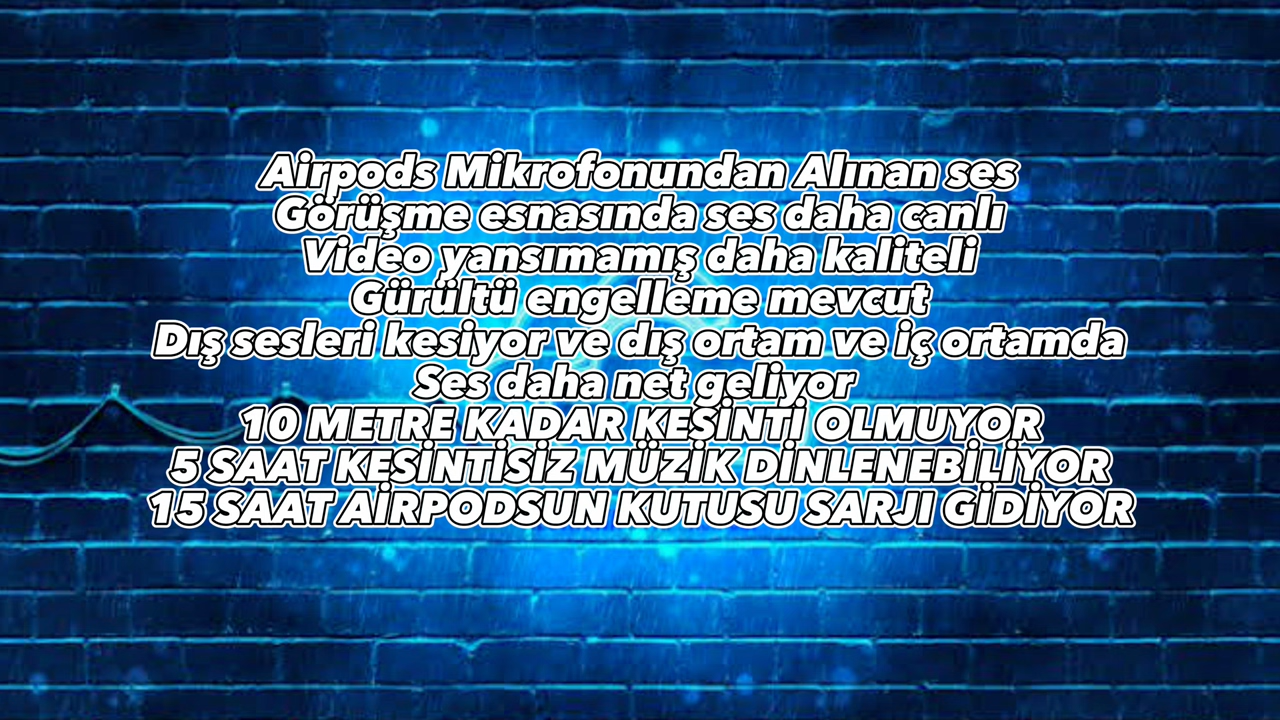 Airpods Mikrofonundan Alınan ses
Görüşme esnasında ses daha canlı
Video yansımamış daha kaliteli
Gürültü engelleme mevcut
Dış sesleri kesiyor ve dış ortam ve iç ortamda
Ses daha net geliyor
10 METRE KADAR KESİNTİ OLMUYOR
5 SAAT KESİNTİSİZ MÜZİK DİNLENEBİLİYOR
15 SAAT AİRPODSUN KUTUSU SARJI GİDİYOR